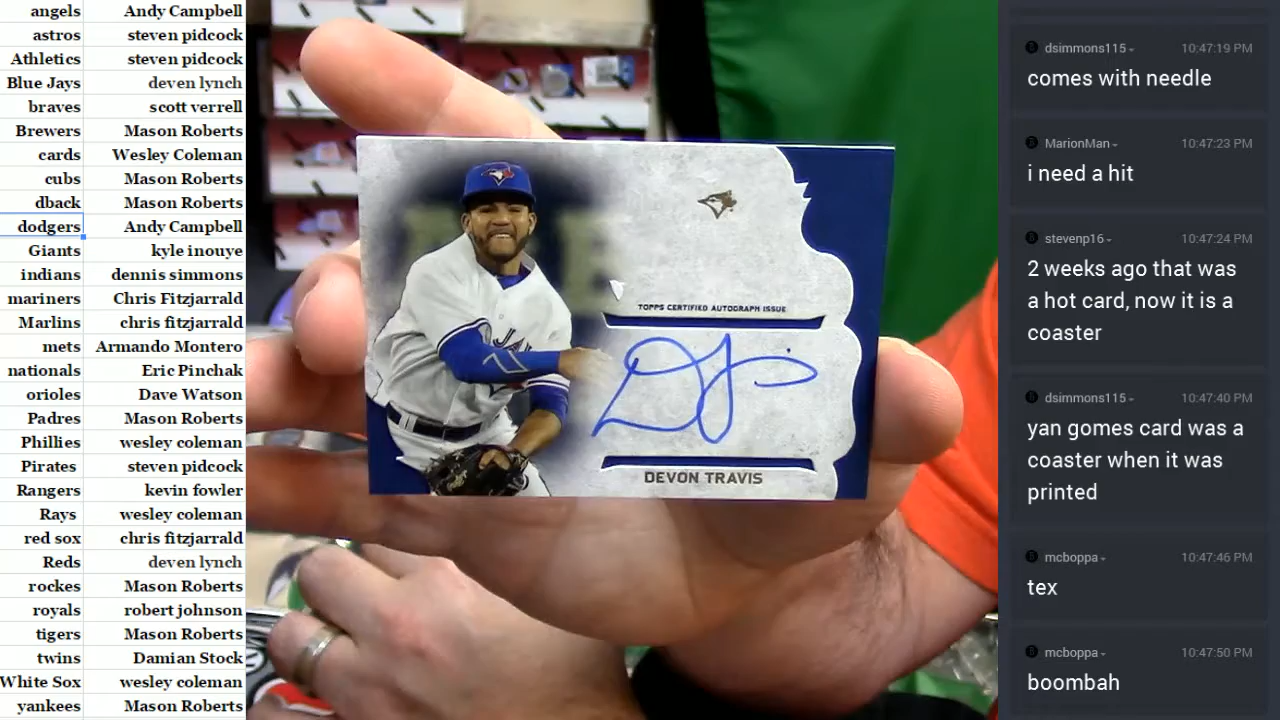 angels Andy Campbell
astros steven pidcock
Athletics steven pidcock
Blue Jays deven lynch
braves scott verrell
Brewers Mason Roberts
cards Wesley Coleman
cubs Mason Roberts
dback Mason Roberts
dodgers Andy Campbell
Giants kyle inouye
indians dennis simmons
mariners Chris Fitzjarrald
Marlins chris fitzjarrald
mets Armando Montero
nationals Eric Pinchak
orioles Dave Watson
Padres Mason Roberts
Phillies wesley coleman
Pirates steven pidcock
Rangers kevin fowler
Rays wesley coleman
red sox chris fitzjarrald
Reds deven lynch
rockes Mason Roberts
royals robert johnson
tigers Mason Roberts
twins Damian Stock
White Sox wesley coleman
yankees Mason Roberts
TOPPS CERTIFIED AUTOGRAPH ISSUE
DEVON TRAVIS
dsimmons115 10:47:19 PM
comes with needle
MarionMan 10:47:23 PM
i need a hit
stevenp16 10:47:24 PM
2 weeks ago that was
a hot card, now it is a
coaster
dsimmons115 10:47:40 PM
yan gomes card was a
coaster when it was
printed
mcboppa 10:47:46 PM
tex
mcboppa 10:47:50 PM
boombah